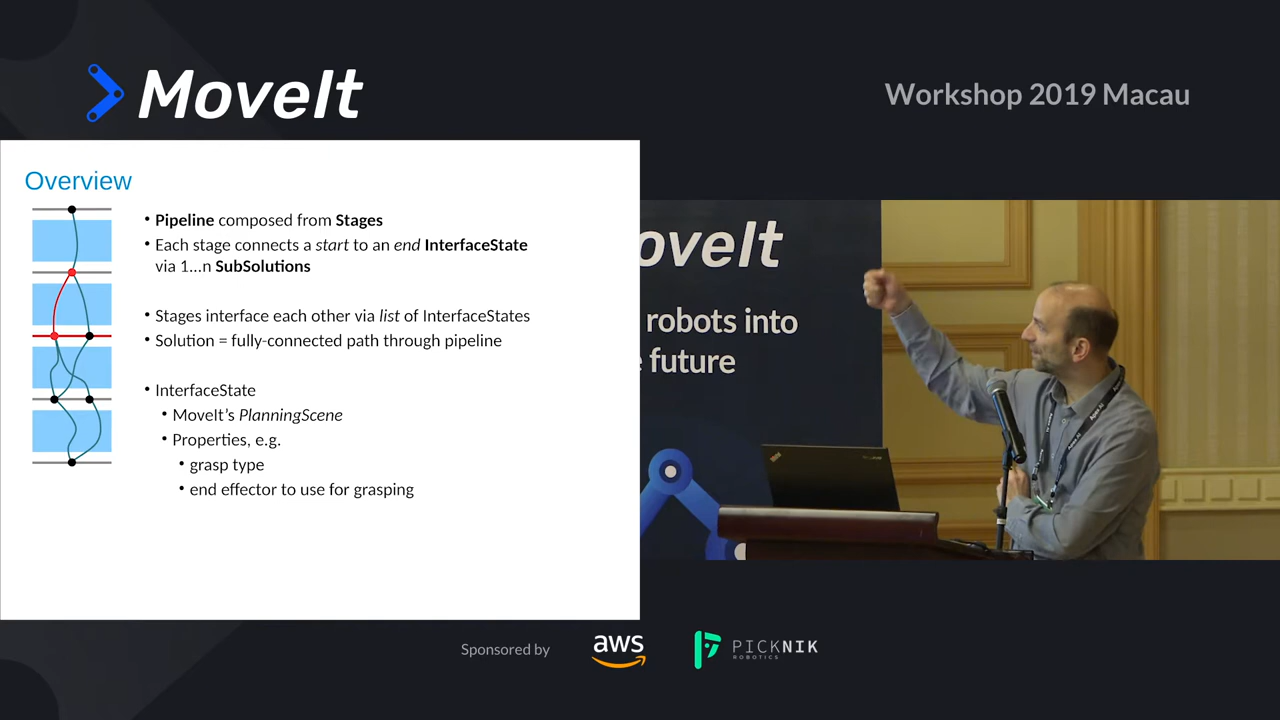 MoveIt
Workshop 2019 Macau
Overview
• Pipeline composed from Stages
• Each stage connects a start to an end InterfaceState
via 1...n SubSolutions
• Stages interface each other via list of InterfaceStates
• Solution = fully-connected path through pipeline
• InterfaceState
• MoveIt's PlanningScene
• Properties, e.g.
• grasp type
• end effector to use for grasping
oveIt
robots into
e future
Sponsored by
aws
PICKNIK
ROBOTICS